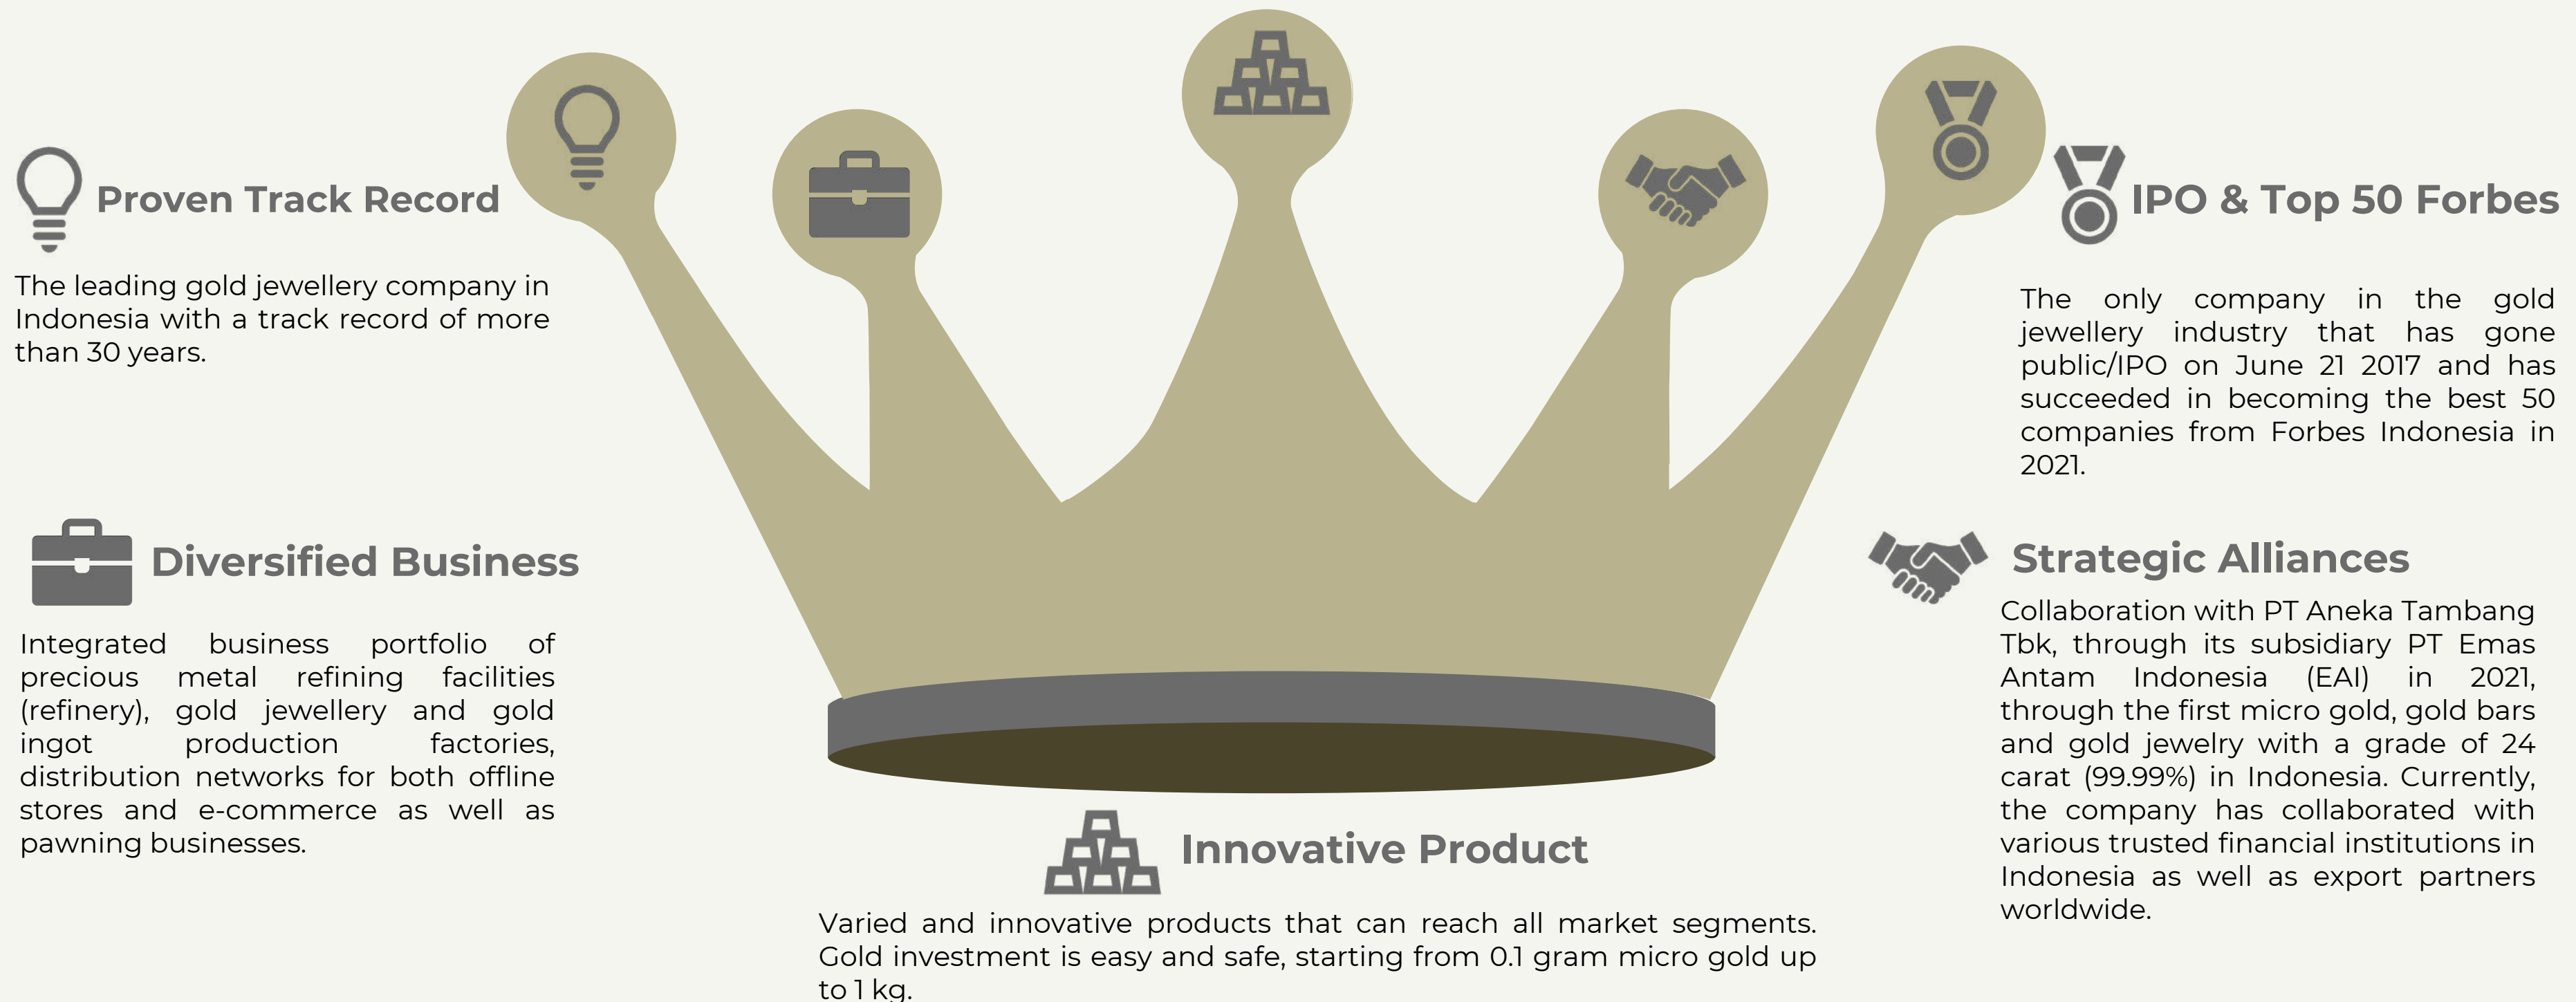 Proven Track Record
The leading gold jewellery company in
Indonesia with a track record of more
than 30 years.
Diversified Business
Integrated business portfolio of
precious metal refining facilities
(refinery), gold jewellery and gold
ingot production factories,
distribution networks for both offline
stores and e-commerce as well as
pawning businesses.
Innovative Product
Varied and innovative products that can reach all market segments.
Gold investment is easy and safe, starting from 0.1 gram micro gold up
to 1 kg.
IPO & Top 50 Forbes
The only company in the gold
jewellery industry that has gone
public/IPO on June 21 2017 and has
succeeded in becoming the best 50
companies from Forbes Indonesia in
2021.
Strategic Alliances
Collaboration with PT Aneka Tambang
Tbk, through its subsidiary PT Emas
Antam Indonesia (EAI) in 2021,
through the first micro gold, gold bars
and gold jewelry with a grade of 24
carat (99.99%) in Indonesia. Currently,
the company has collaborated with
various trusted financial institutions in
Indonesia as well as export partners
worldwide.